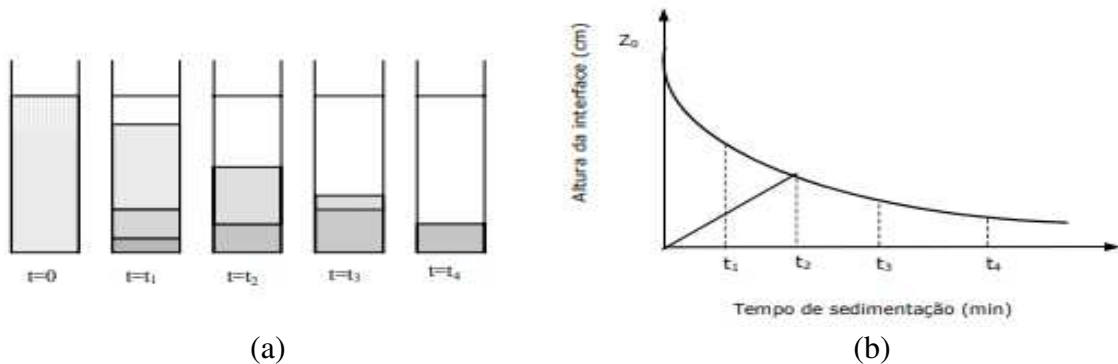 t=0
t=t₁
t=t₂
t=t₃
t=t₄
(a)
Altura da interface (cm)
Z₀
t₁
t₂
t₃
t₄
Tempo de sedimentação (min)
(b)